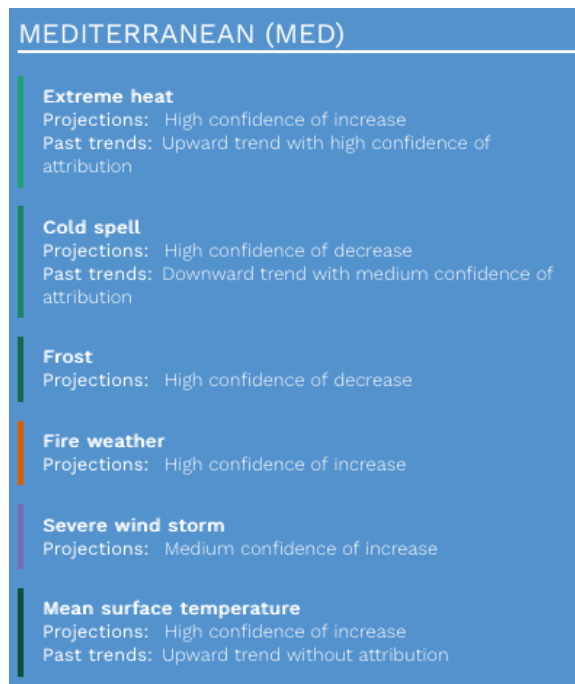 MEDITERRANEAN (MED)
Extreme heat
Projections: High confidence of increase
Past trends: Upward trend with high confidence of
attribution
Cold spell
Projections: High confidence of decrease
Past trends: Downward trend with medium confidence of
attribution
Frost
Projections: High confidence of decrease
Fire weather
Projections: High confidence of increase
Severe wind storm
Projections: Medium confidence of increase
Mean surface temperature
Projections: High confidence of increase
Past trends: Upward trend without attribution